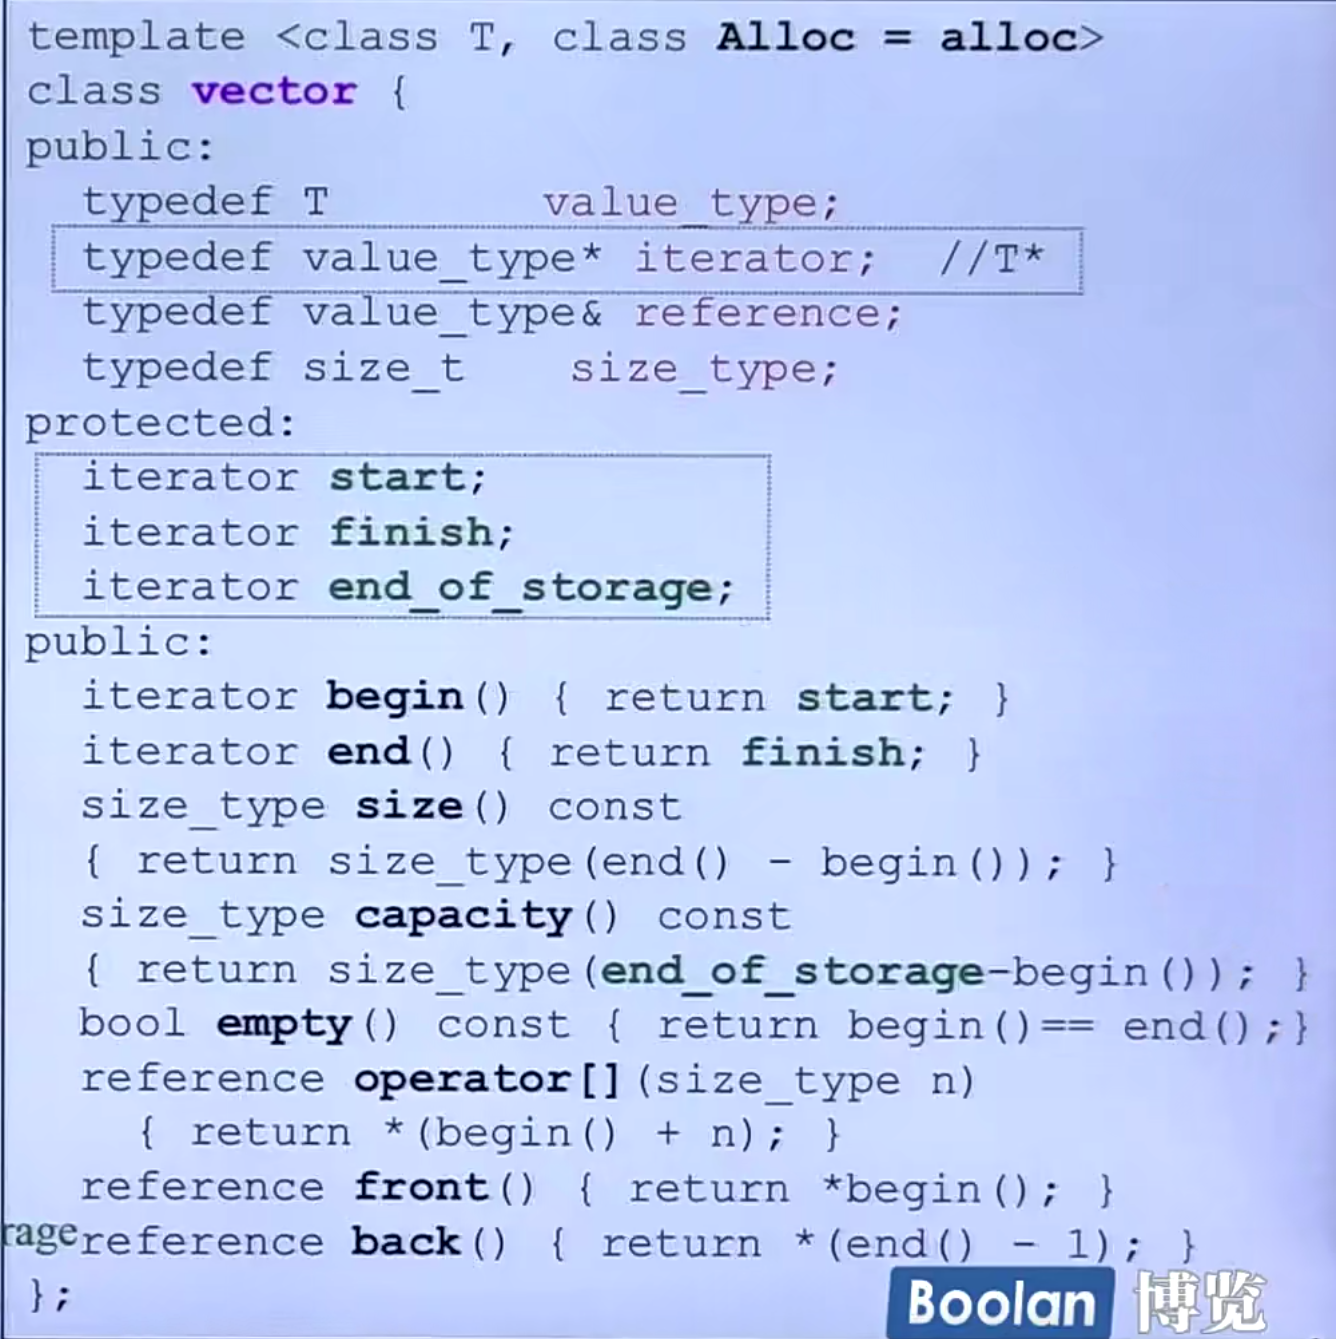 template <class T, class Alloc = alloc>
class vector {
public:
  typedef T        value_type;
  typedef value_type* iterator;  //T*
  typedef value_type& reference;
  typedef size_t    size_type;
protected:
  iterator start;
  iterator finish;
  iterator end_of_storage;
public:
  iterator begin() { return start; }
  iterator end() { return finish; }
  size_type size() const
  { return size_type(end() - begin()); }
  size_type capacity() const
  { return size_type(end_of_storage-begin()); }
  bool empty() const { return begin()== end();}
  reference operator[](size_type n)
    { return *(begin() + n); }
  reference front() { return *begin(); }
rage reference back() { return *(end() - 1); }
};
Boolan 博览